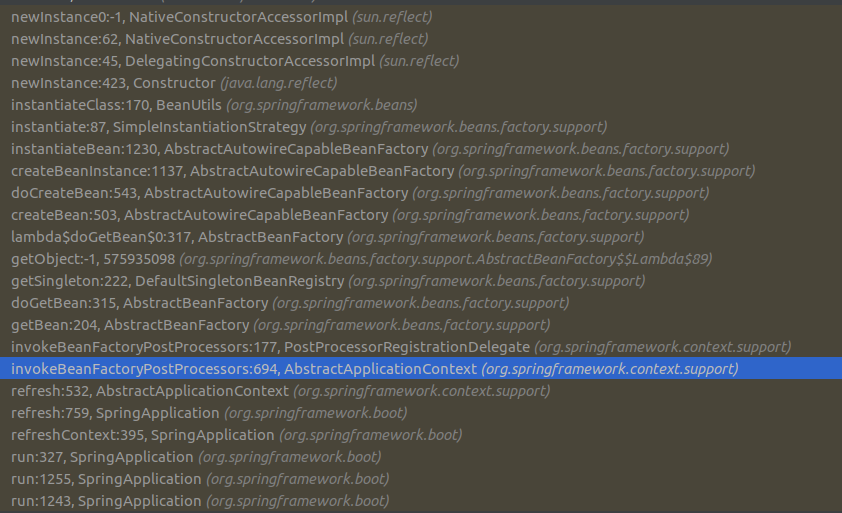 newInstance0:-1, NativeConstructorAccessorImpl (sun.reflect)
newInstance:62, NativeConstructorAccessorImpl (sun.reflect)
newInstance:45, DelegatingConstructorAccessorImpl (sun.reflect)
newInstance:423, Constructor (java.lang.reflect)
instantiateClass:170, BeanUtils (org.springframework.beans)
instantiate:87, SimpleInstantiationStrategy (org.springframework.beans.factory.support)
instantiateBean:1230, AbstractAutowireCapableBeanFactory (org.springframework.beans.factory.support)
createBeanInstance:1137, AbstractAutowireCapableBeanFactory (org.springframework.beans.factory.support)
doCreateBean:543, AbstractAutowireCapableBeanFactory (org.springframework.beans.factory.support)
createBean:503, AbstractAutowireCapableBeanFactory (org.springframework.beans.factory.support)
lambda$doGetBean$0:317, AbstractBeanFactory (org.springframework.beans.factory.support)
getObject:-1, 575935098 (org.springframework.beans.factory.support.AbstractBeanFactory$$Lambda$89)
getSingleton:222, DefaultSingletonBeanRegistry (org.springframework.beans.factory.support)
doGetBean:315, AbstractBeanFactory (org.springframework.beans.factory.support)
getBean:204, AbstractBeanFactory (org.springframework.beans.factory.support)
invokeBeanFactoryPostProcessors:177, PostProcessorRegistrationDelegate (org.springframework.context.support)
invokeBeanFactoryPostProcessors:694, AbstractApplicationContext (org.springframework.context.support)
refresh:532, AbstractApplicationContext (org.springframework.context.support)
refresh:759, SpringApplication (org.springframework.boot)
refreshContext:395, SpringApplication (org.springframework.boot)
run:327, SpringApplication (org.springframework.boot)
run:1255, SpringApplication (org.springframework.boot)
run:1243, SpringApplication (org.springframework.boot)